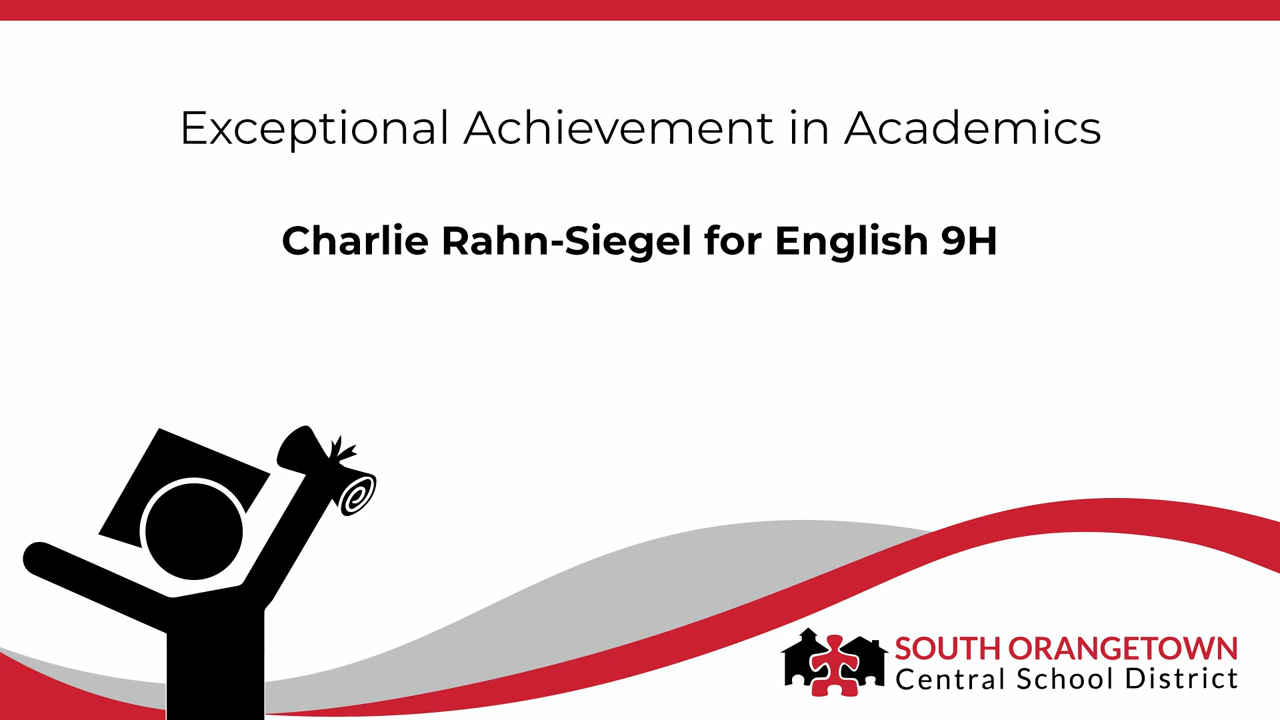 Exceptional Achievement in Academics
Charlie Rahn-Siegel for English 9H
SOUTH ORANGETOWN
Central School District